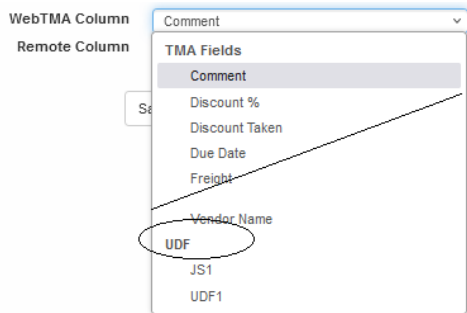 WebTMA Column
Comment
Remote Column
TMA Fields
Comment
Discount %
Discount Taken
Due Date
Freight
Vendor Name
UDF
JS1
UDF1